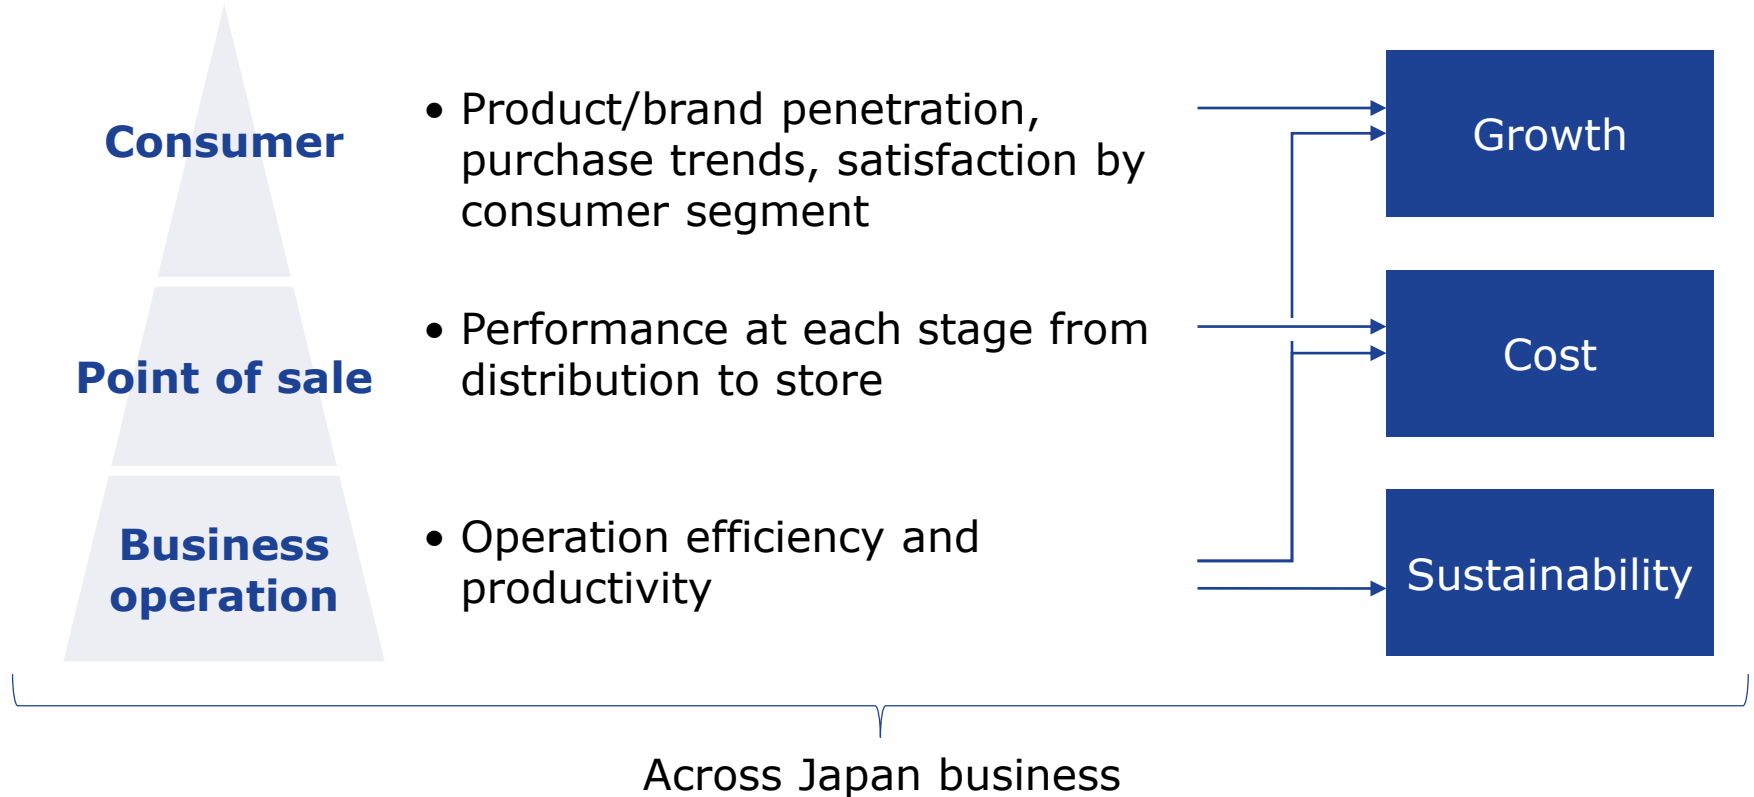 Consumer
• Product/brand penetration,
purchase trends, satisfaction by
consumer segment
Growth
Point of sale
• Performance at each stage from
distribution to store
Cost
Business
operation
• Operation efficiency and
productivity
Sustainability
Across Japan business